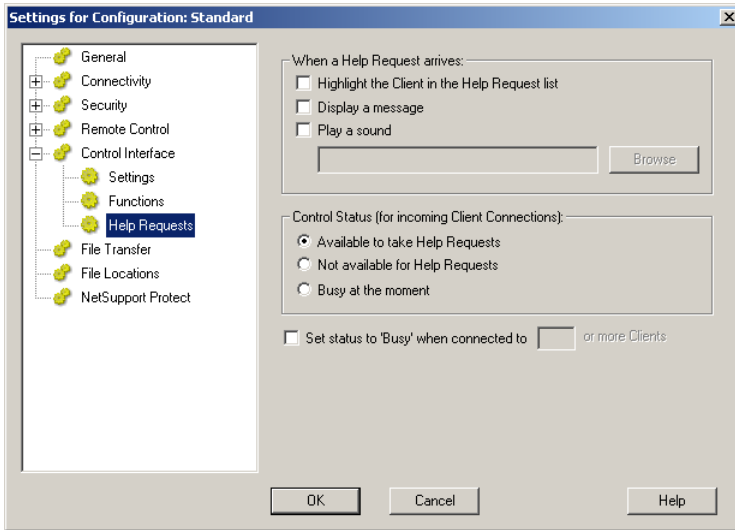 Settings for Configuration: Standard
General
Connectivity
Security
Remote Control
Control Interface
Settings
Functions
Help Requests
File Transfer
File Locations
NetSupport Protect
When a Help Request arrives:
Highlight the Client in the Help Request list
Display a message
Play a sound
Browse
Control Status (for incoming Client Connections):
Available to take Help Requests
Not available for Help Requests
Busy at the moment
Set status to 'Busy' when connected to or more Clients
OK Cancel Help